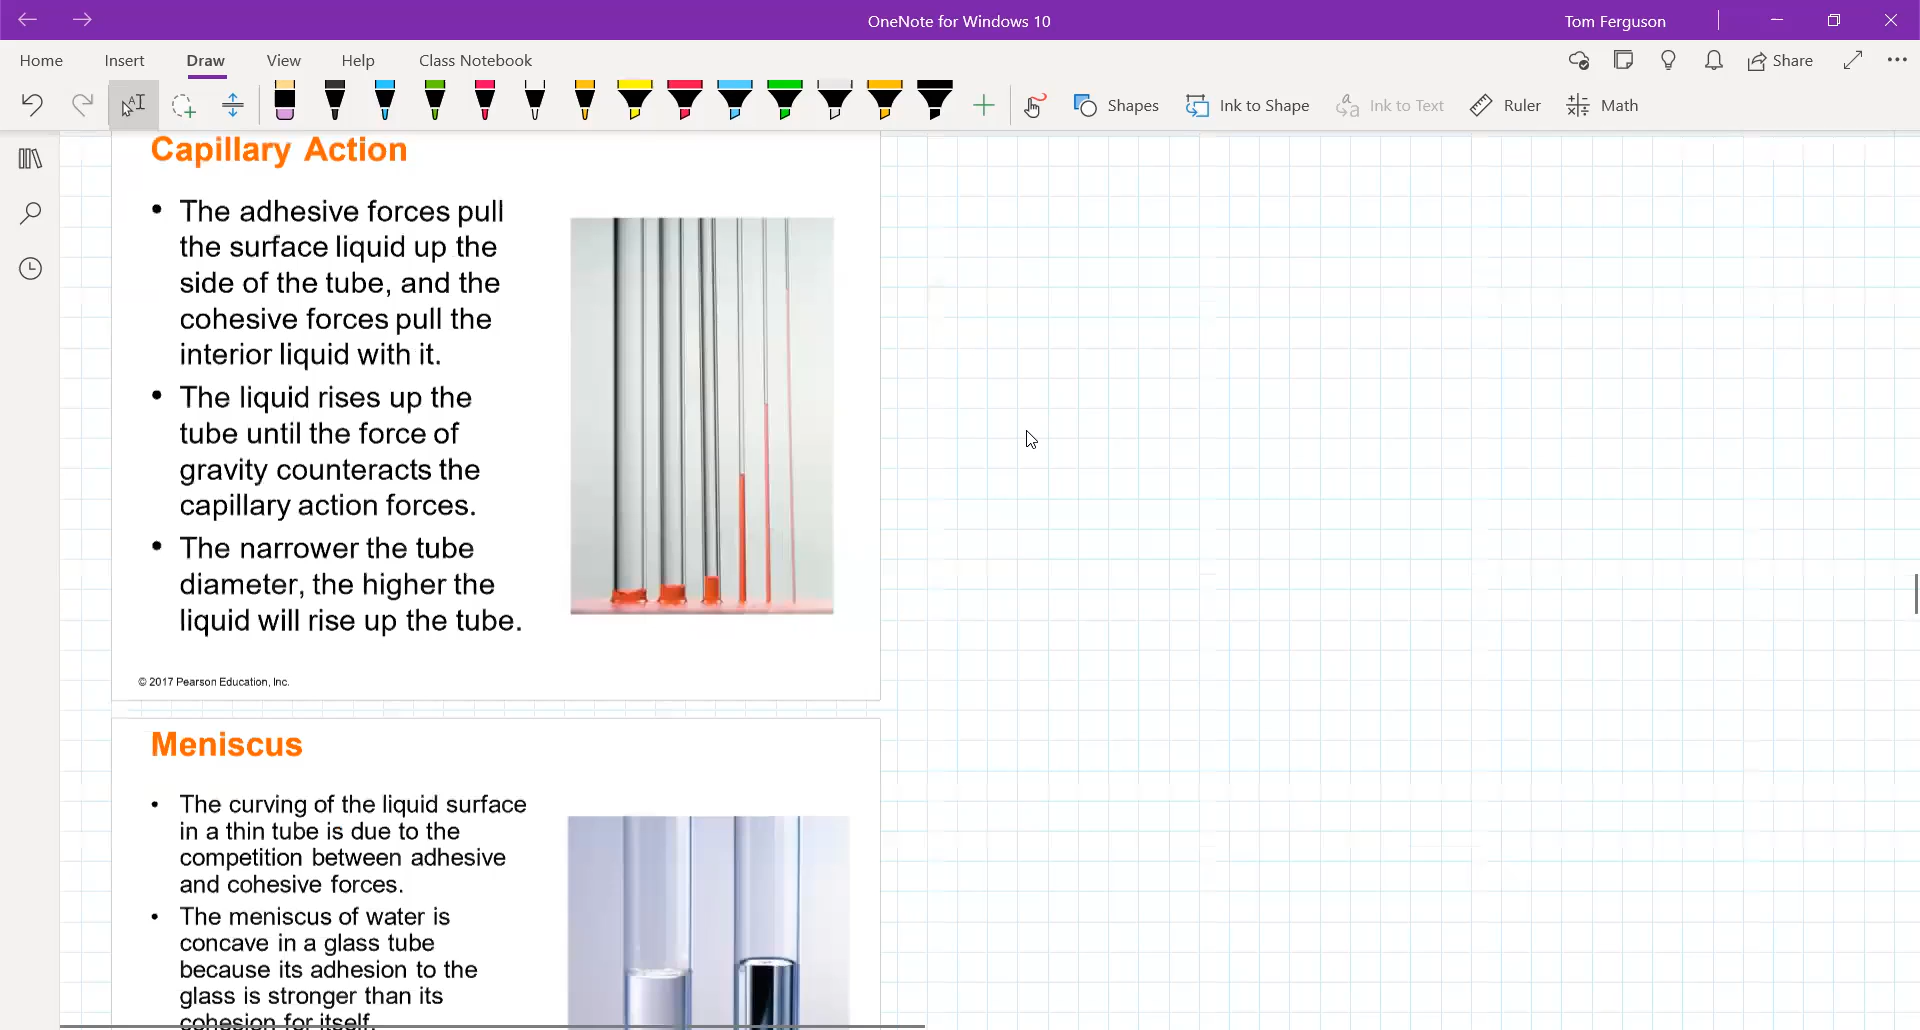 OneNote for Windows 10
Tom Ferguson
Home Insert Draw View Help Class Notebook
Share
Shapes Ink to Shape Ink to Text Ruler Math
Capillary Action
• The adhesive forces pull
the surface liquid up the
side of the tube, and the
cohesive forces pull the
interior liquid with it.
• The liquid rises up the
tube until the force of
gravity counteracts the
capillary action forces.
• The narrower the tube
diameter, the higher the
liquid will rise up the tube.
© 2017 Pearson Education, Inc.
Meniscus
• The curving of the liquid surface
in a thin tube is due to the
competition between adhesive
and cohesive forces.
• The meniscus of water is
concave in a glass tube
because its adhesion to the
glass is stronger than its
cohesion for itself.